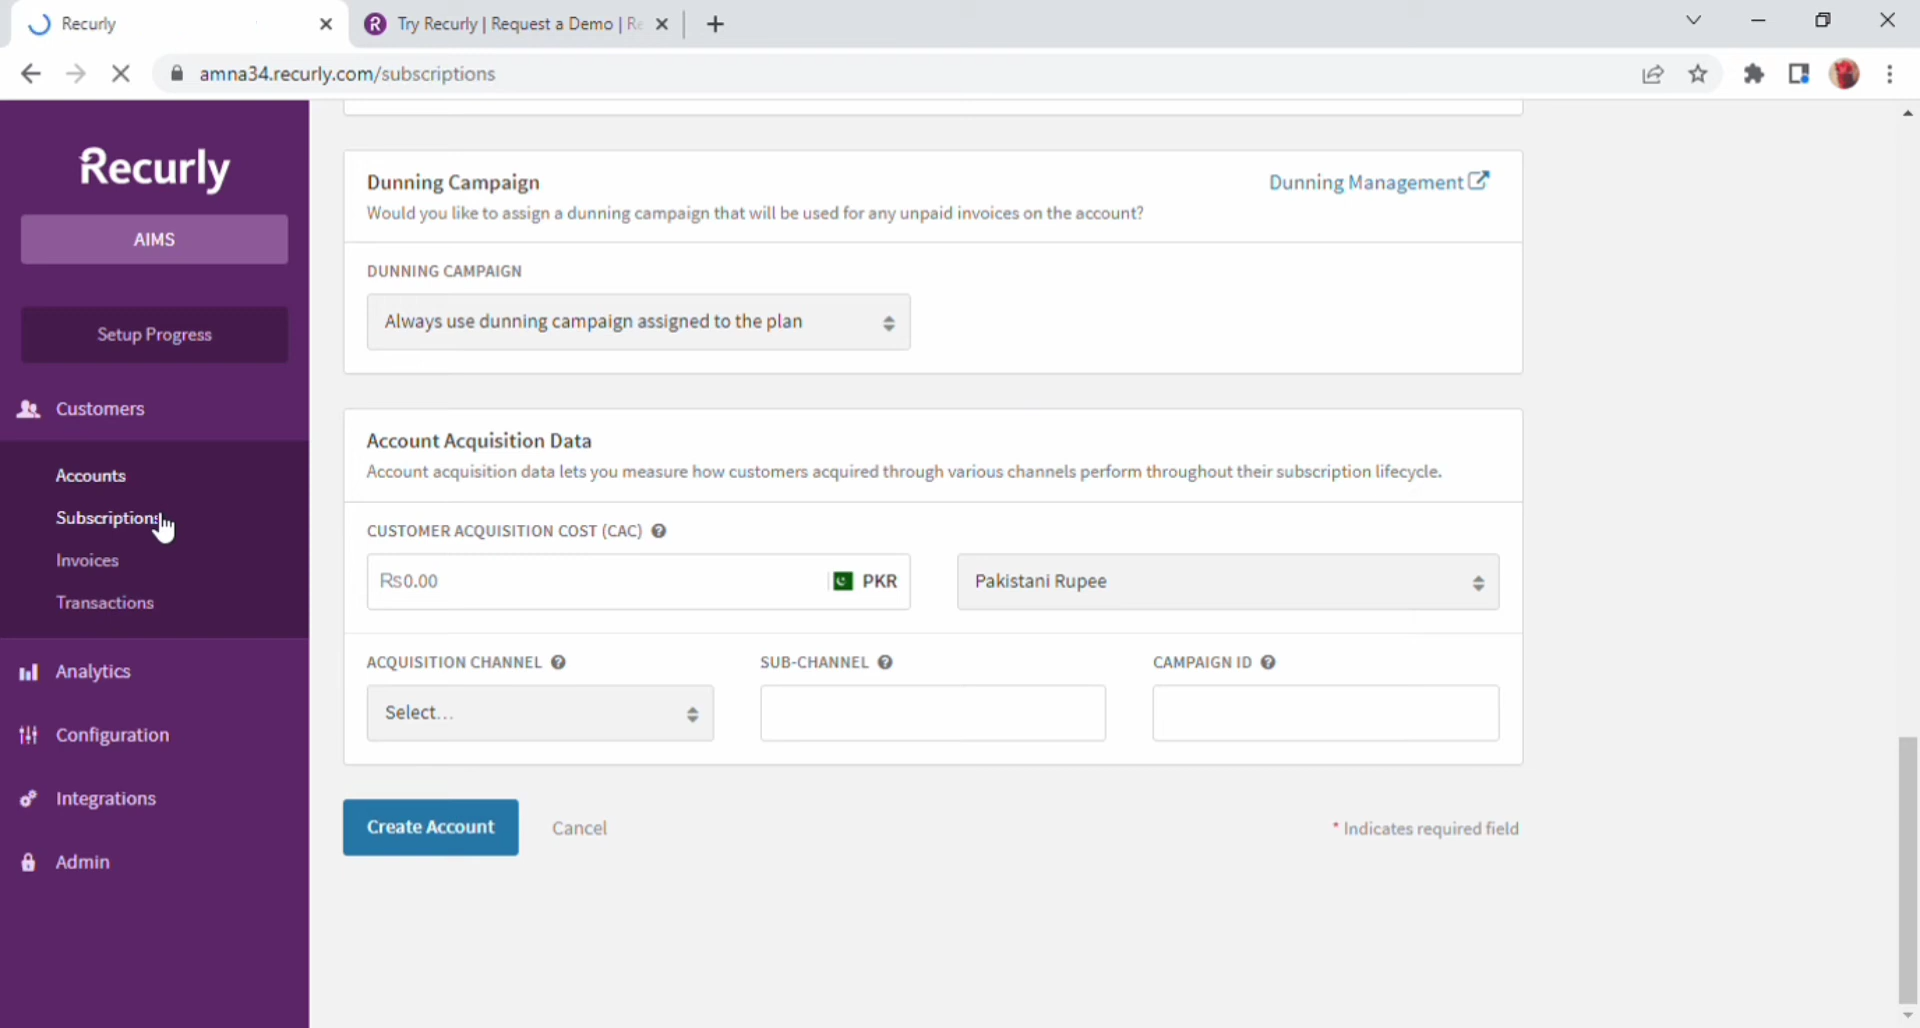 Recurly
Try Recurly | Request a Demo | Re
amna34.recurly.com/subscriptions
Recurly
AIMS
Setup Progress
Customers
Accounts
Subscriptions
Invoices
Transactions
Analytics
Configuration
Integrations
Admin
Dunning Campaign
Dunning Management
Would you like to assign a dunning campaign that will be used for any unpaid invoices on the account?
DUNNING CAMPAIGN
Always use dunning campaign assigned to the plan
Account Acquisition Data
Account acquisition data lets you measure how customers acquired through various channels perform throughout their subscription lifecycle.
CUSTOMER ACQUISITION COST (CAC) ?
Rs0.00 PKR Pakistani Rupee
ACQUISITION CHANNEL ? SUB-CHANNEL ? CAMPAIGN ID ?
Select...
Create Account Cancel * Indicates required field